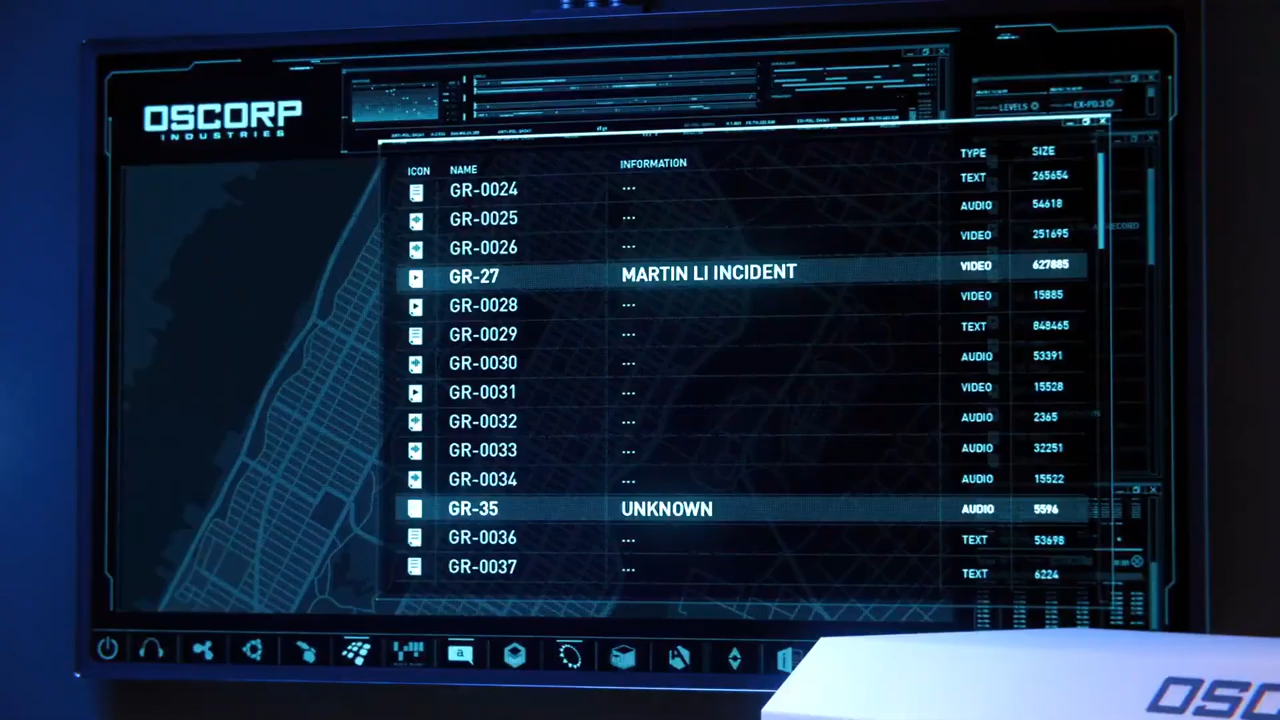 OSCORP
INDUSTRIES
LEVELS
EX-PO.3
ICON NAME INFORMATION TYPE SIZE
GR-0024 ... TEXT 265654
GR-0025 ... AUDIO 54618
GR-0026 ... VIDEO 251695
GR-27 MARTIN LI INCIDENT VIDEO 627885
GR-0028 ... VIDEO 15885
GR-0029 ... TEXT 848465
GR-0030 ... AUDIO 53391
GR-0031 ... VIDEO 15528
GR-0032 ... AUDIO 2365
GR-0033 ... AUDIO 32251
GR-0034 ... AUDIO 15522
GR-35 UNKNOWN AUDIO 5596
GR-0036 ... TEXT 53698
GR-0037 ... TEXT 6224
RECORD
a
OSC